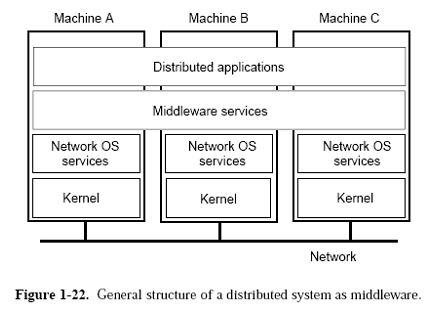 Machine A Machine B Machine C
Distributed applications
Middleware services
Network OS services Network OS services Network OS services
Kernel Kernel Kernel
Network
Figure 1-22. General structure of a distributed system as middleware.